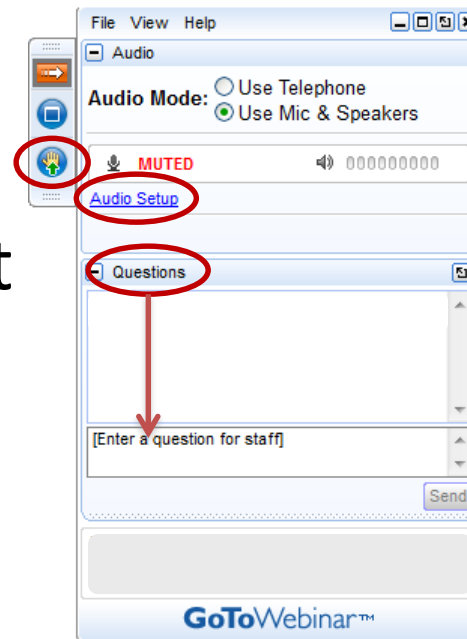 File View Help
Audio
Audio Mode: Use Telephone
Use Mic & Speakers
MUTED 000000000
Audio Setup
t
Questions
[Enter a question for staff]
Send
GoToWebinar™